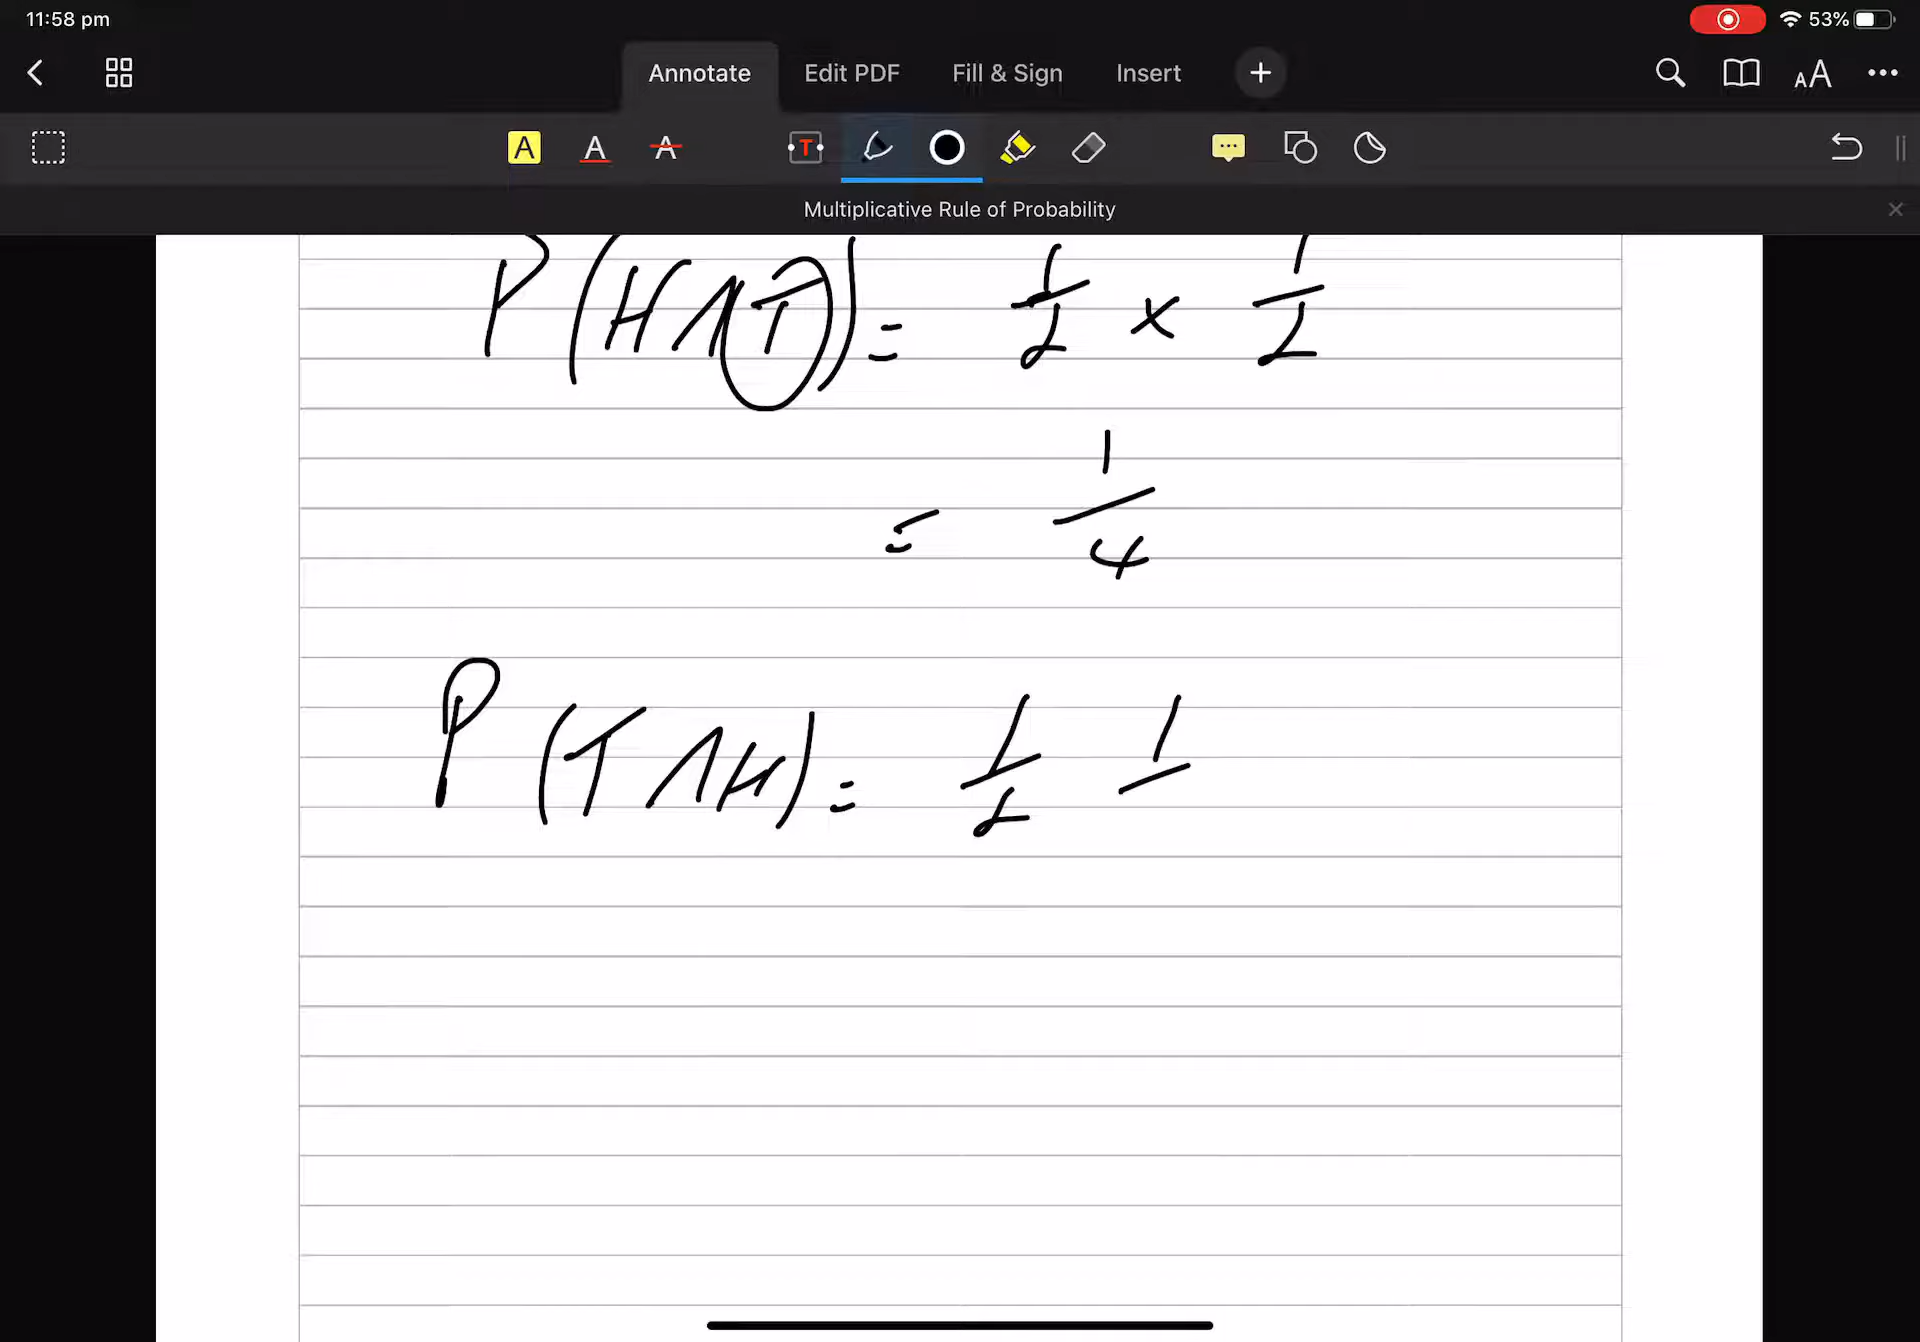 11:58 pm 53%
Annotate Edit PDF Fill & Sign Insert +
A A A T AA
Multiplicative Rule of Probability
P(H∩T) = 1/2 × 1/2
= 1/4
P(T∩H) = 1/2 1/